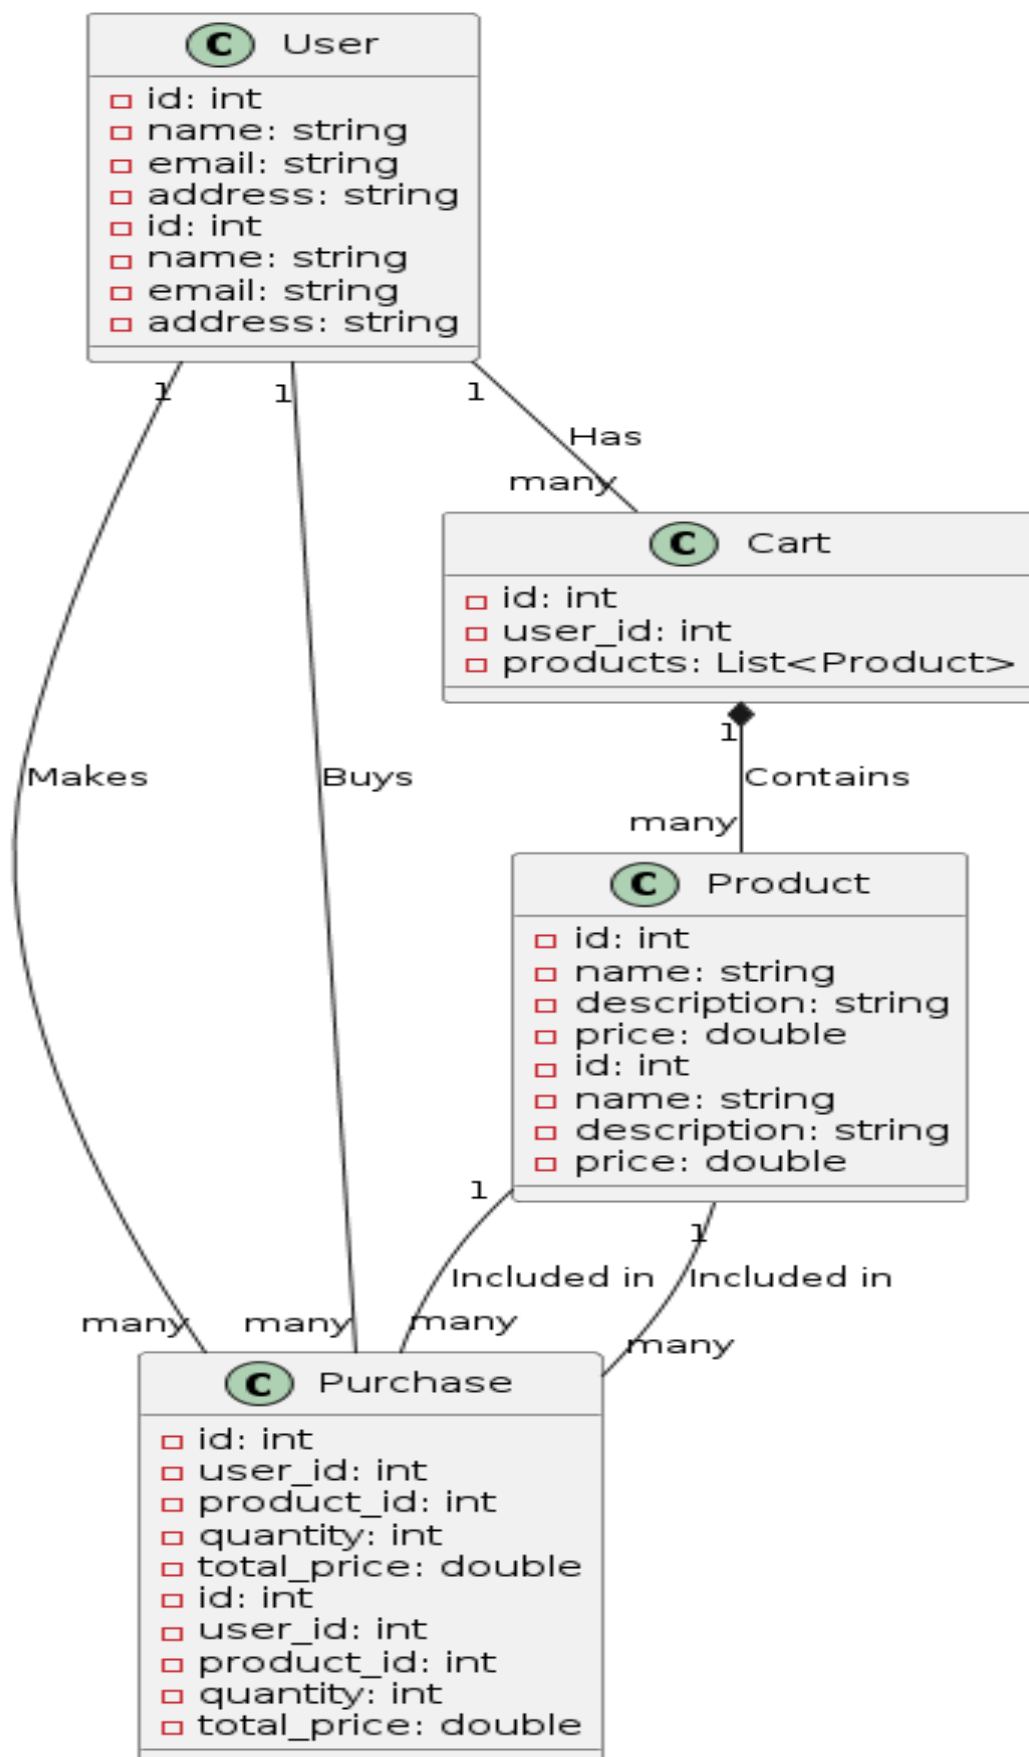 C User
id: int
name: string
email: string
address: string
id: int
name: string
email: string
address: string
1
1
1
Has
many
C Cart
id: int
user_id: int
products: List<Product>
1
Makes
Buys
Contains
many
C Product
id: int
name: string
description: string
price: double
id: int
name: string
description: string
price: double
1
1
Included in
Included in
many
many
many
many
C Purchase
id: int
user_id: int
product_id: int
quantity: int
total_price: double
id: int
user_id: int
product_id: int
quantity: int
total_price: double